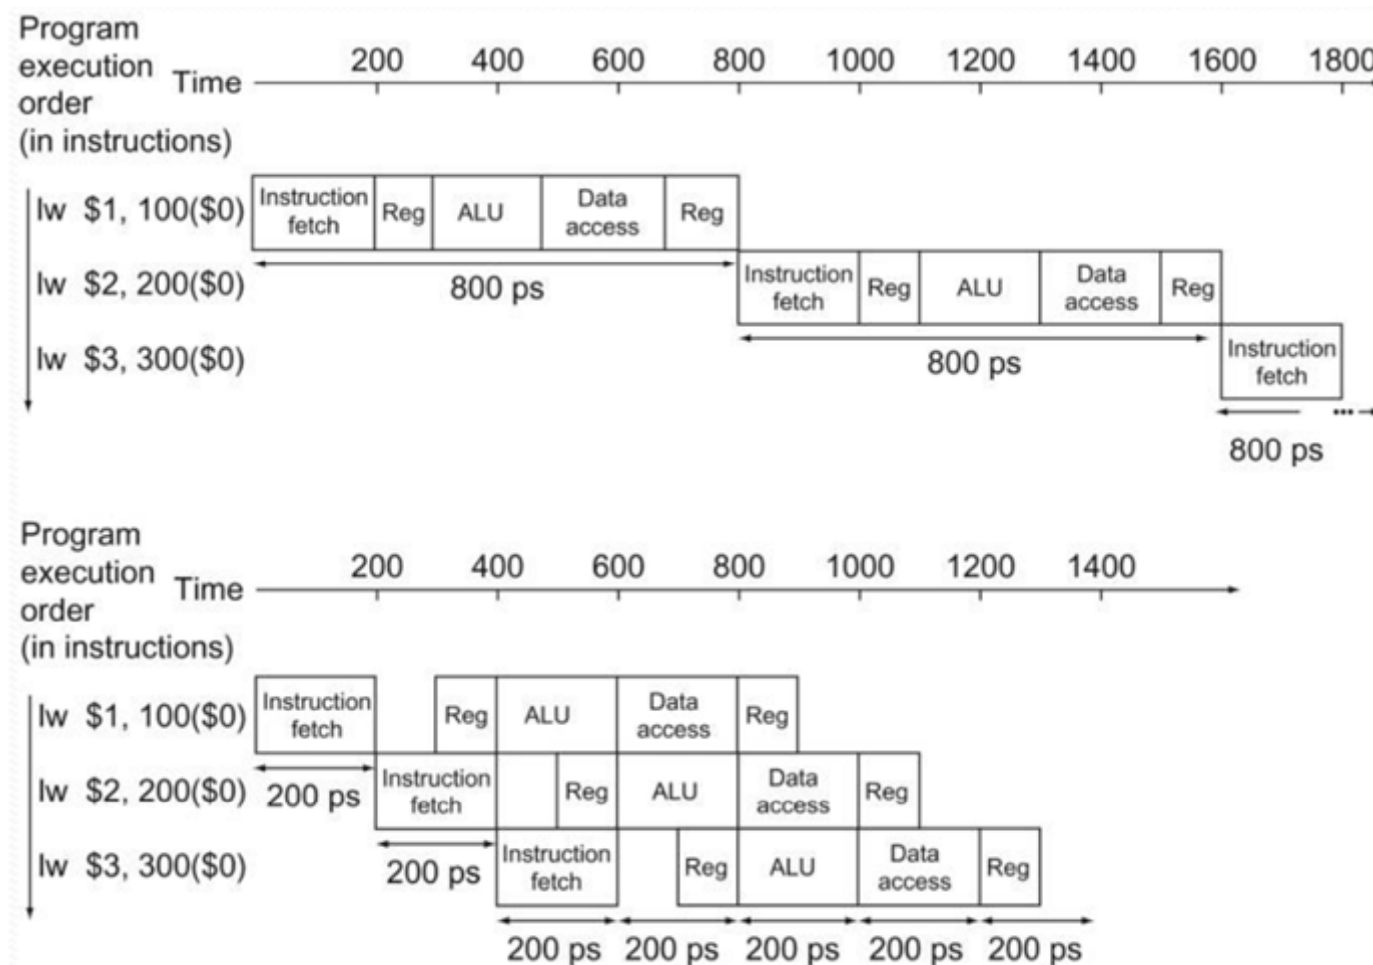 Program
execution
order
(in instructions)
Time
200 400 600 800 1000 1200 1400 1600 1800
lw $1, 100($0)
Instruction
fetch
Reg
ALU
Data
access
Reg
800 ps
lw $2, 200($0)
Instruction
fetch
Reg
ALU
Data
access
Reg
800 ps
lw $3, 300($0)
Instruction
fetch
...
800 ps
Program
execution
order
(in instructions)
Time
200 400 600 800 1000 1200 1400
lw $1, 100($0)
Instruction
fetch
Reg
ALU
Data
access
Reg
200 ps
lw $2, 200($0)
Instruction
fetch
Reg
ALU
Data
access
Reg
200 ps
lw $3, 300($0)
Instruction
fetch
Reg
ALU
Data
access
Reg
200 ps 200 ps 200 ps 200 ps 200 ps